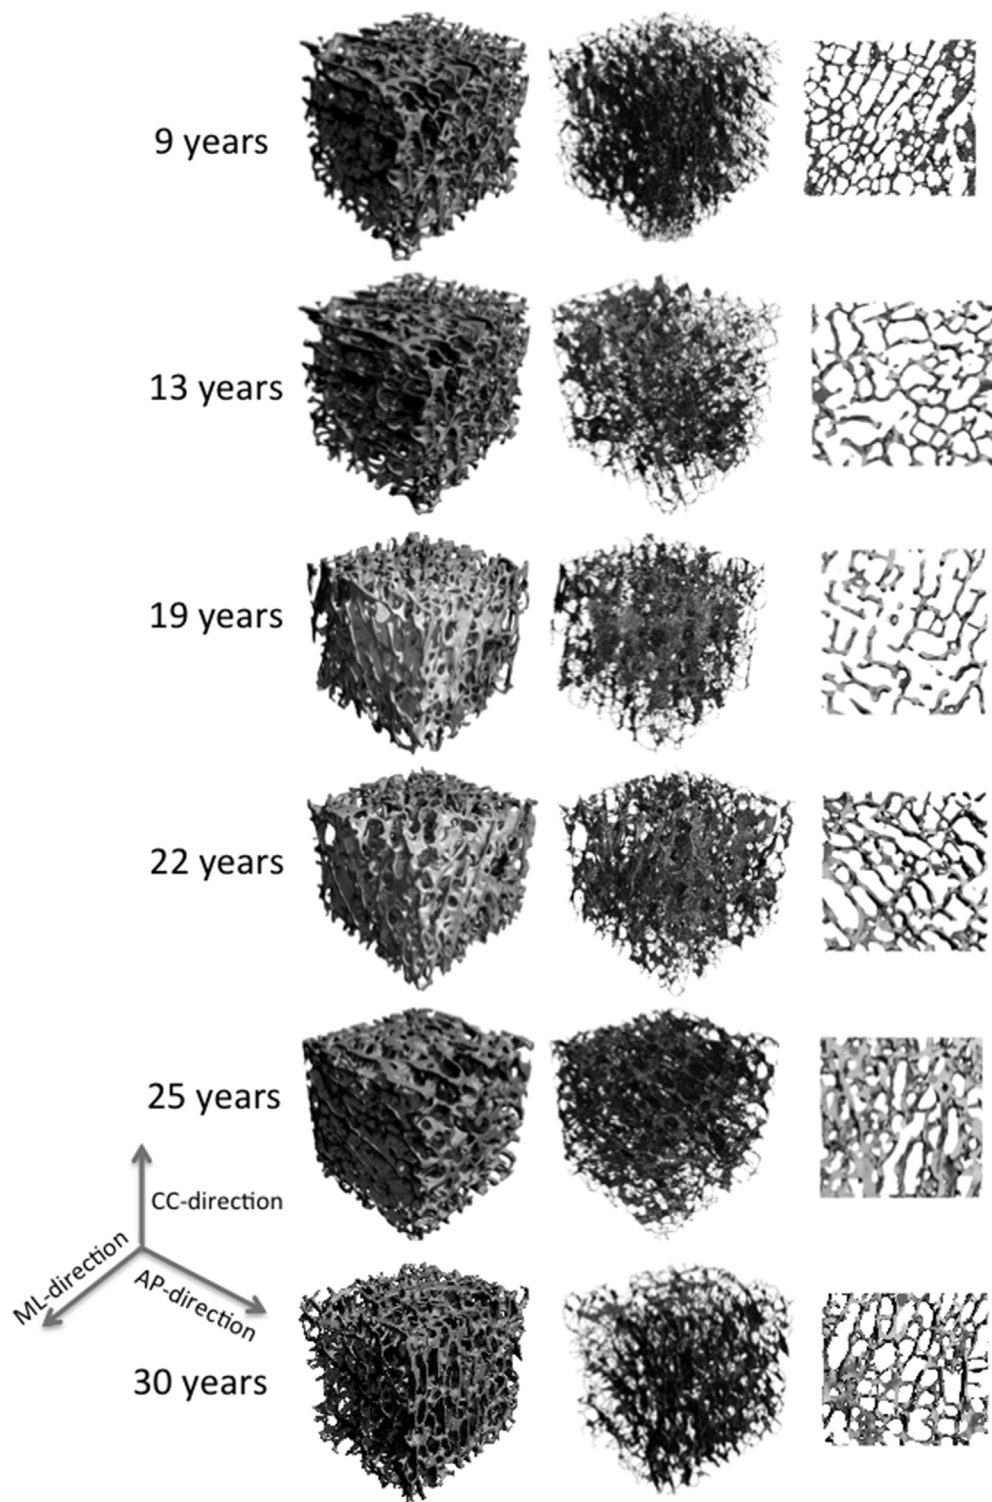 9 years
13 years
19 years
22 years
25 years
CC-direction
ML-direction
AP-direction
30 years